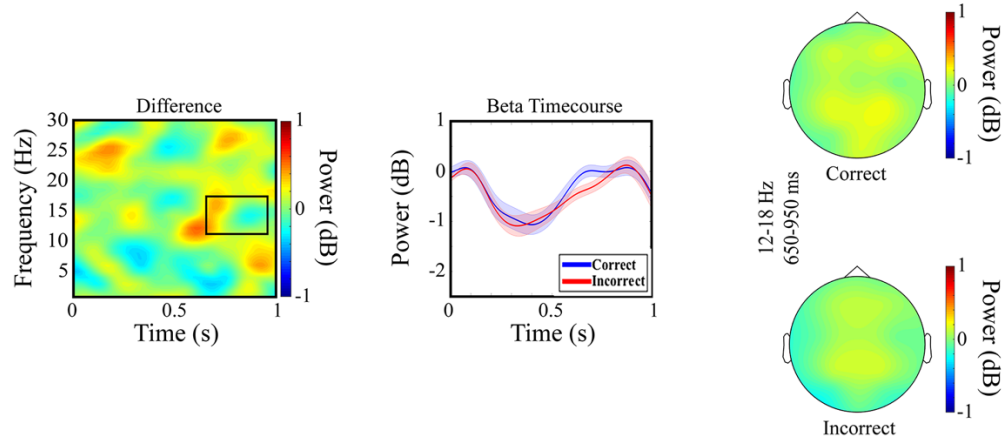 Difference
30
25
20
15
10
5
0
0.5
1
Frequency (Hz)
Time (s)
1
0
-1
Power (dB)
Beta Timecourse
1
0
-1
-2
0
0.5
1
Power (dB)
Time (s)
Correct
Incorrect
12-18 Hz
650-950 ms
Correct
1
0
-1
Power (dB)
Incorrect
1
0
-1
Power (dB)